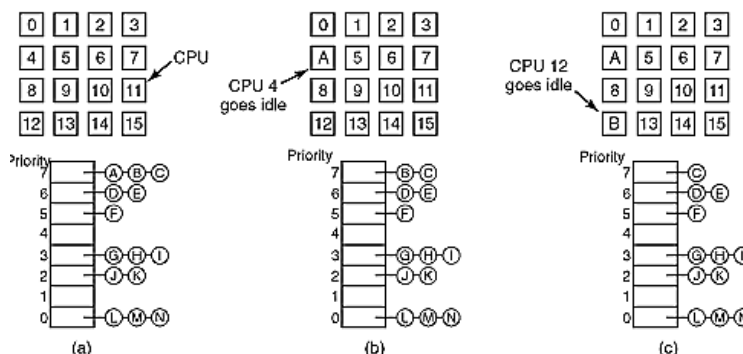 0 1 2 3
4 5 6 7
CPU
8 9 10 11
12 13 14 15
Priority
7 A B C
6 D E
5 F
4
3 G H I
2 J K
1
0 L M N
(a)
0 1 2 3
A 5 6 7
CPU 4
goes idle
8 9 10 11
12 13 14 15
Priority
7 B C
6 D E
5 F
4
3 G H I
2 J K
1
0 L M N
(b)
0 1 2 3
A 5 6 7
CPU 12
goes idle
8 9 10 11
B 13 14 15
Priority
7 C
6 D E
5 F
4
3 G H I
2 J K
1
0 L M N
(c)